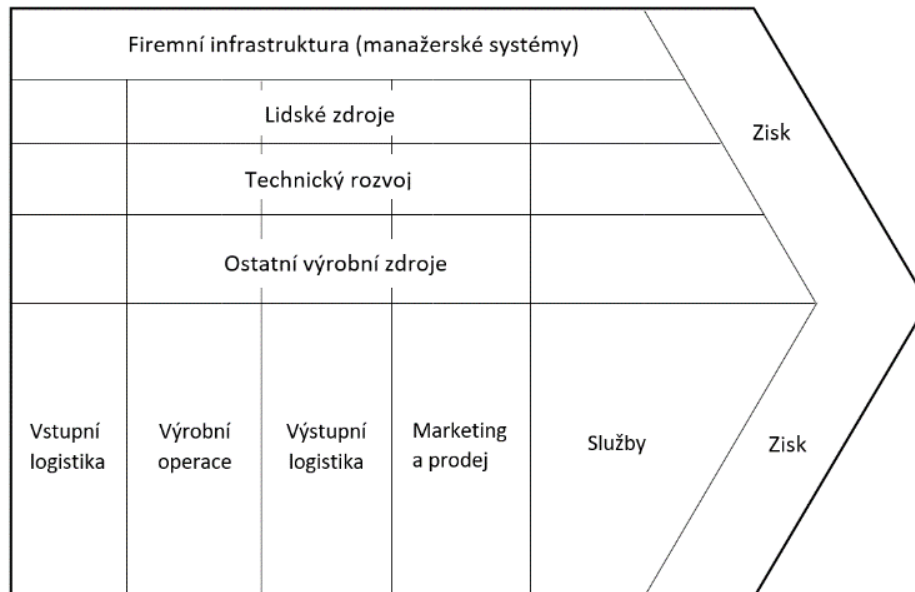 Firemní infrastruktura (manažerské systémy)
Lidské zdroje
Zisk
Technický rozvoj
Ostatní výrobní zdroje
Vstupní
logistika
Výrobní
operace
Výstupní
logistika
Marketing
a prodej
Služby
Zisk